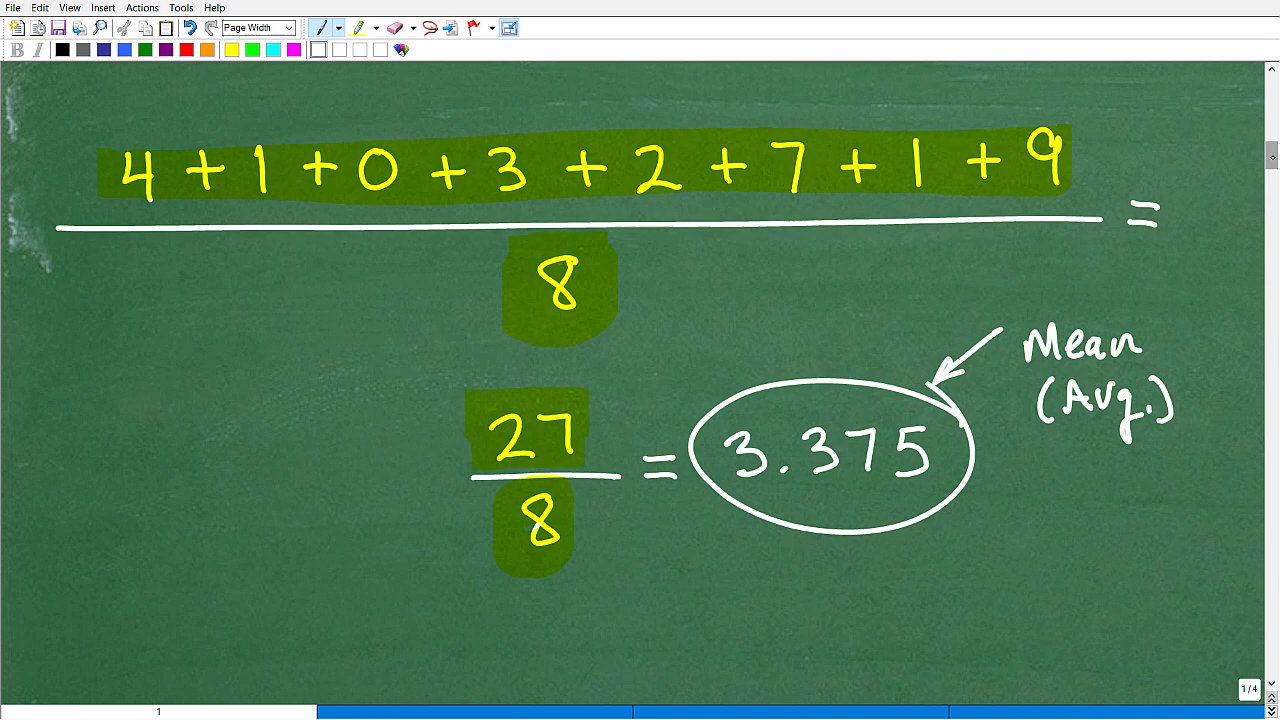 File Edit View Insert Actions Tools Help
Page Width
B I
4 + 1 + 0 + 3 + 2 + 7 + 1 + 9 =
8
Mean
(Avg.)
27
= 3.375
8
1/4
1